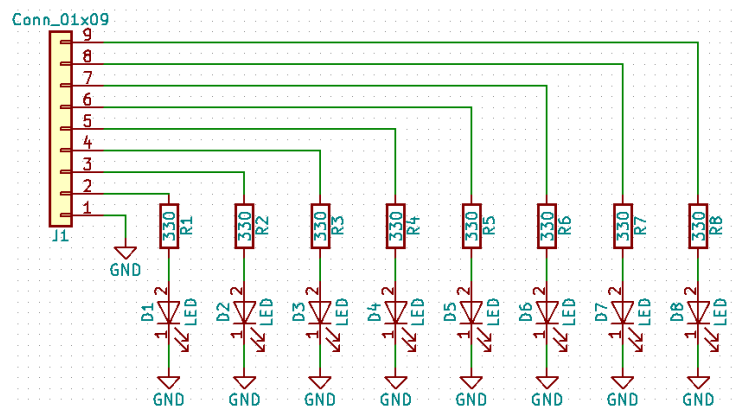 Conn_01x09
9
8
7
6
5
4
3
2
1
J1
GND
330 R1
330 R2
330 R3
330 R4
330 R5
330 R6
330 R7
330 R8
D1 2 1 LED
D2 2 1 LED
D3 2 1 LED
D4 2 1 LED
D5 2 1 LED
D6 2 1 LED
D7 2 1 LED
D8 2 1 LED
GND GND GND GND GND GND GND GND